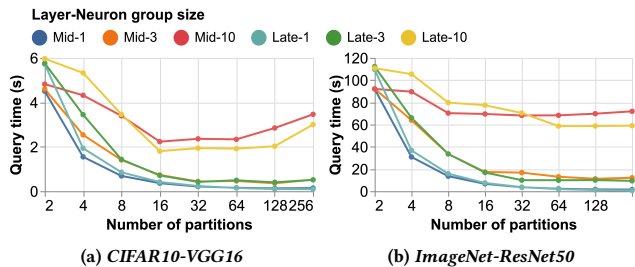 Layer-Neuron group size
Mid-1 Mid-3 Mid-10 Late-1 Late-3 Late-10
Query time (s)
6
4
2
0
2 4 8 16 32 64 128 256
Number of partitions
(a) CIFAR10-VGG16
Query time (s)
120
100
80
60
40
20
0
2 4 8 16 32 64 128
Number of partitions
(b) ImageNet-ResNet50